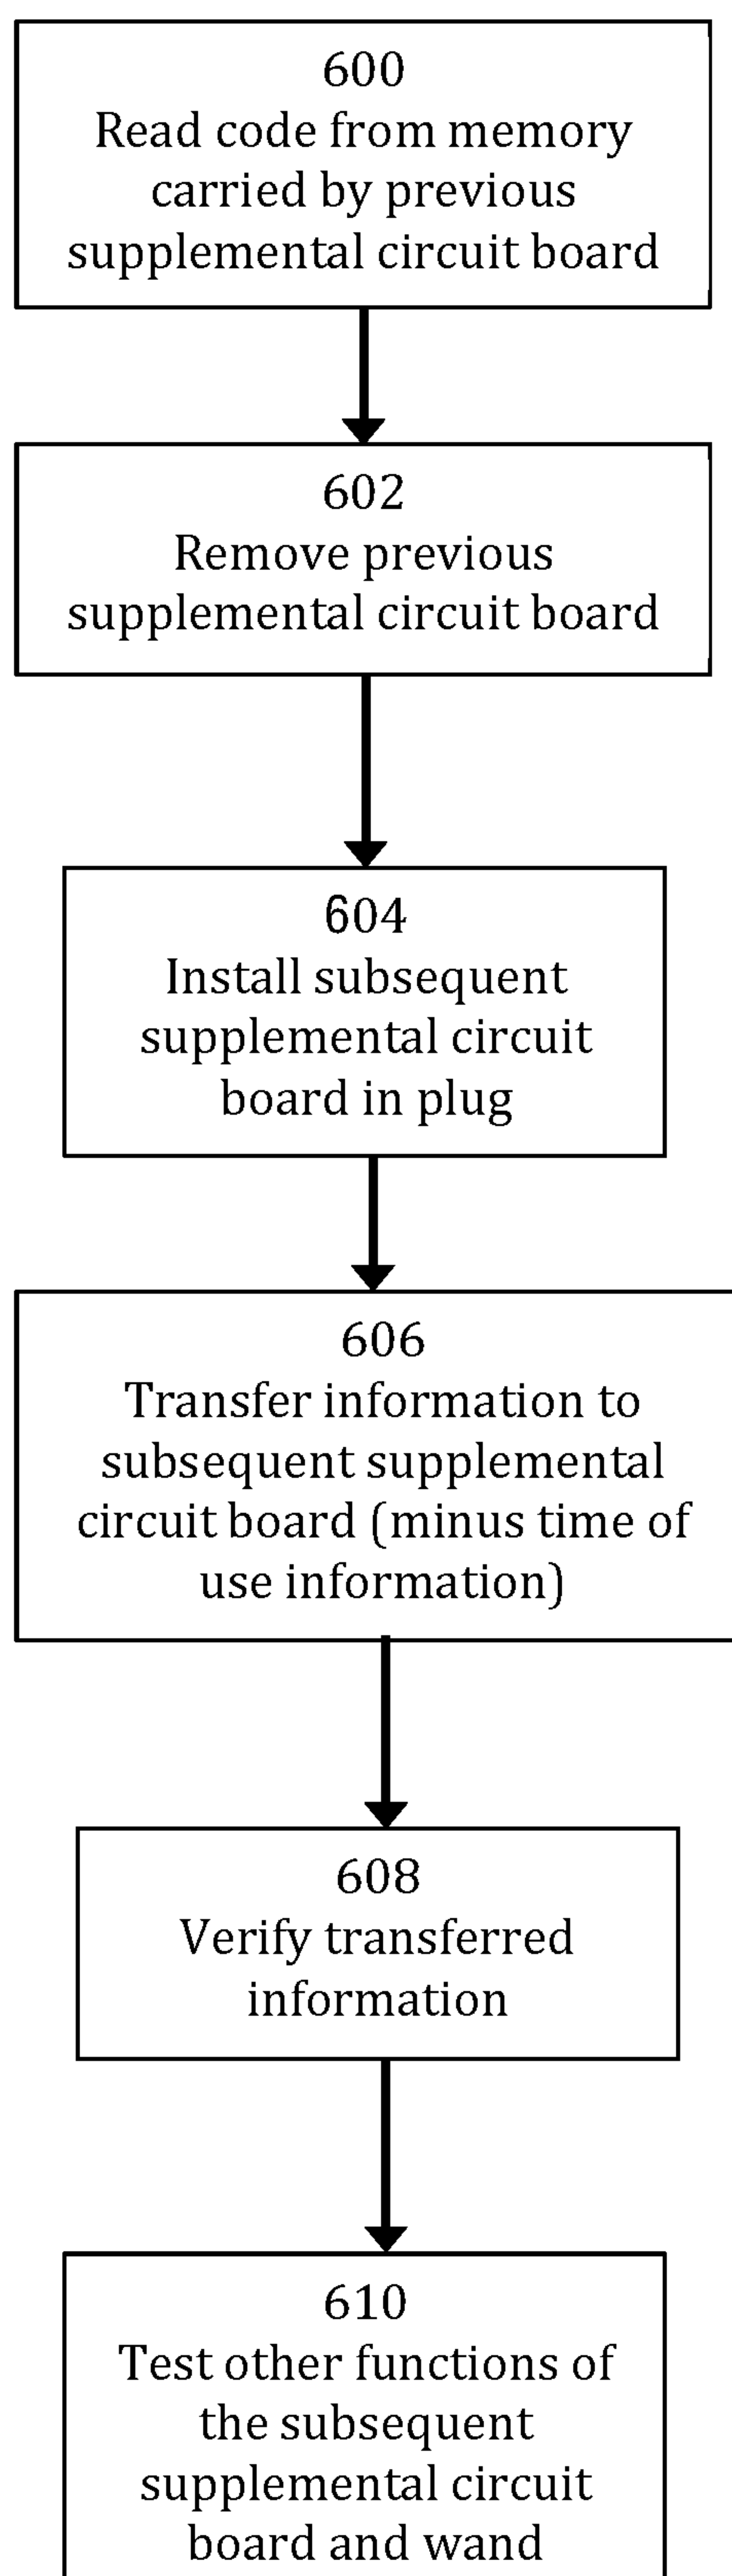 600
Read code from memory
carried by previous
supplemental circuit board
602
Remove previous
supplemental circuit board
604
Install subsequent
supplemental circuit
board in plug
606
Transfer information to
subsequent supplemental
circuit board (minus time of
use information)
608
Verify transferred
information
610
Test other functions of
the subsequent
supplemental circuit
board and wand